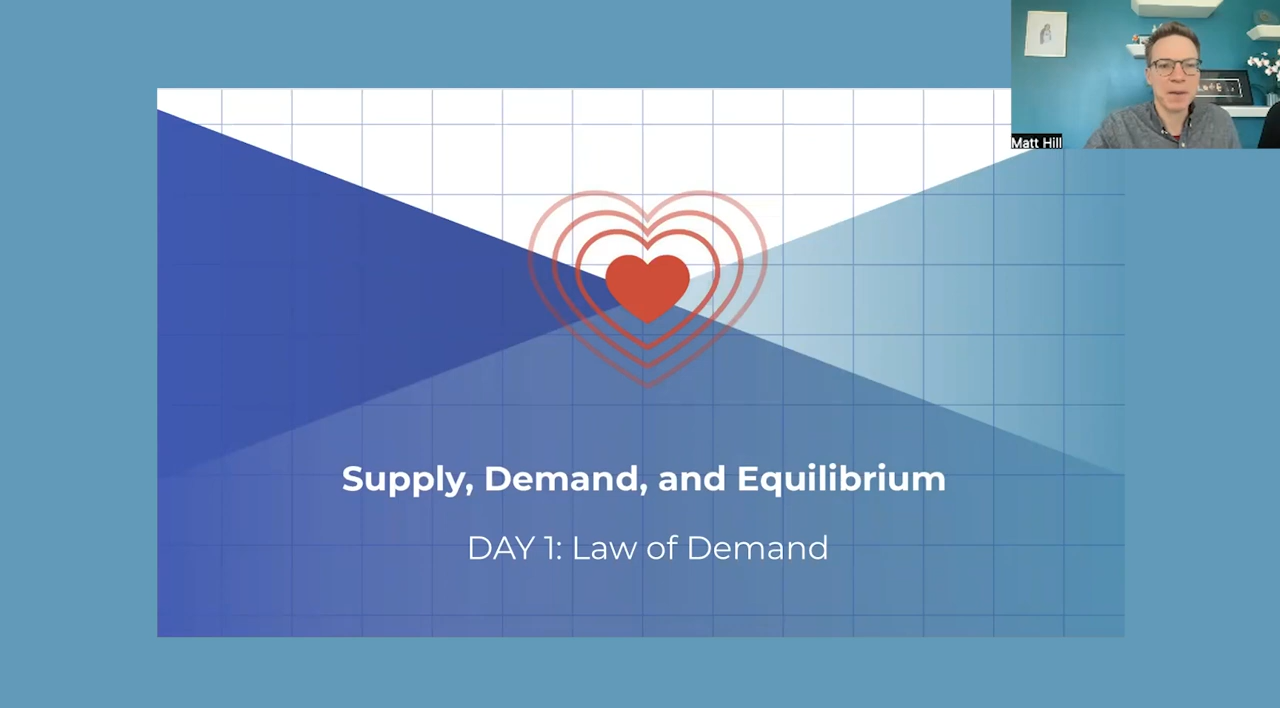 Matt Hill
Supply, Demand, and Equilibrium
DAY 1: Law of Demand